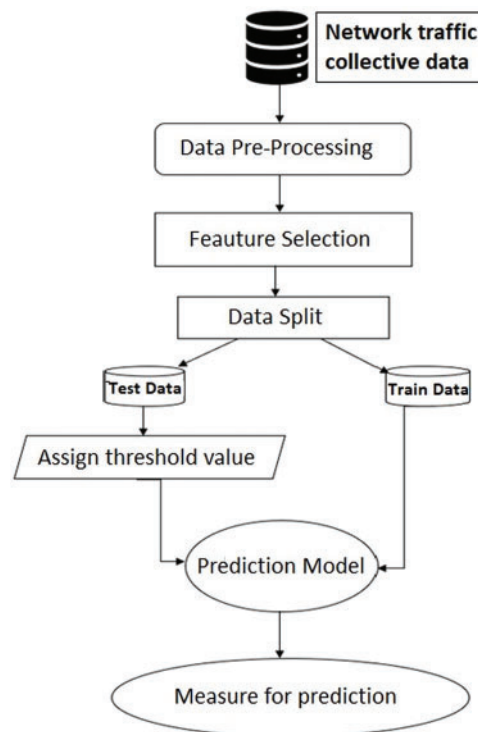 Network traffic
collective data
Data Pre-Processing
Feauture Selection
Data Split
Test Data
Train Data
Assign threshold value
Prediction Model
Measure for prediction